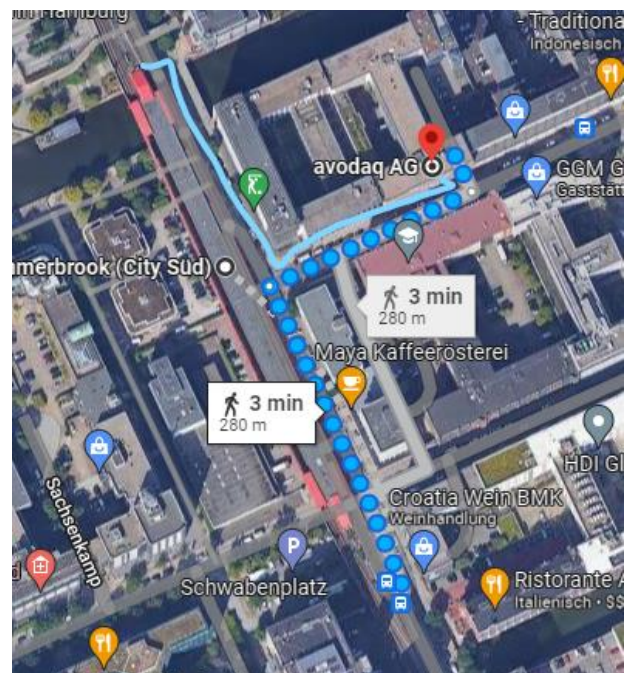 - Traditiona
Indonesisch
avodaq AG
GGM G
Gaststätt
merbrook (City Süd)
3 min
280 m
Maya Kaffeerösterei
3 min
280 m
HDI Gl
Croatia Wein BMK
Weinhandlung
Sachsenkamp
P
Schwabenplatz
Ristorante A
Italienisch · $$